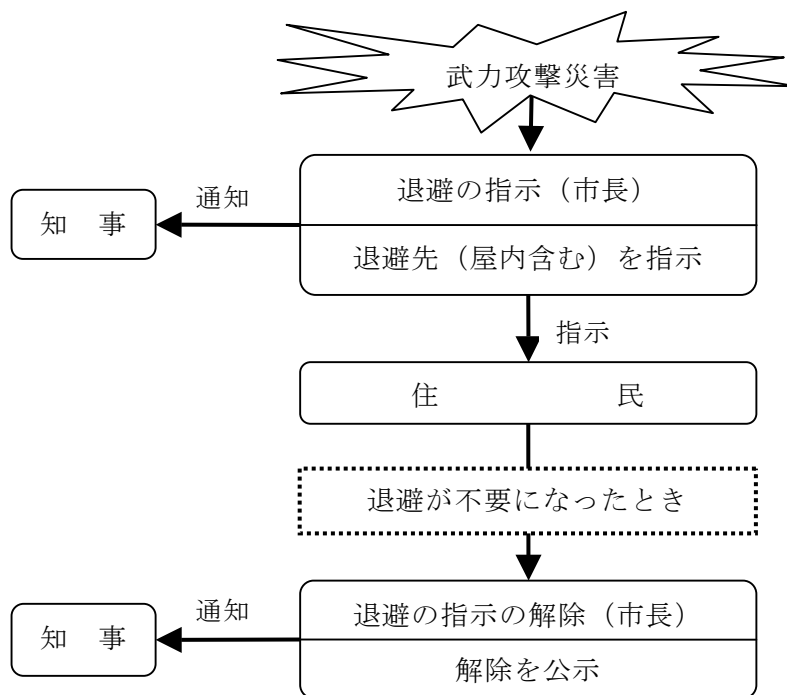 武力攻撃災害
退避の指示（市長）
通知
知　事
退避先（屋内含む）を指示
指示
住　　　　民
退避が不要になったとき
退避の指示の解除（市長）
通知
知　事
解除を公示